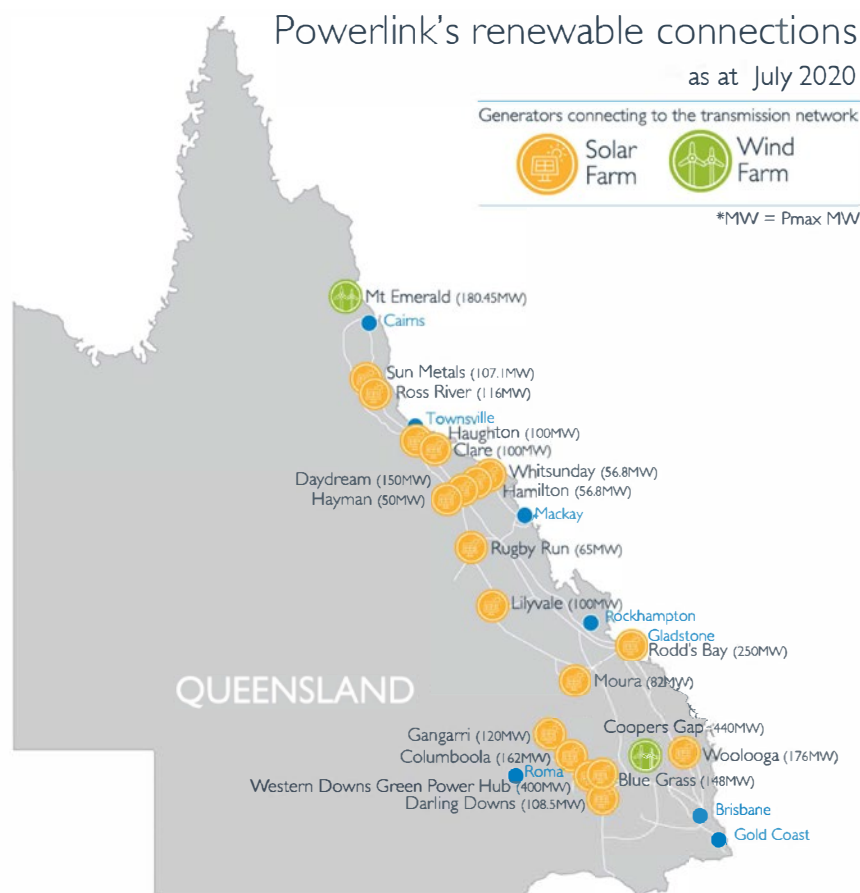 Powerlink's renewable connections
as at July 2020
Generators connecting to the transmission network
Solar
Farm
Wind
Farm
*MW = Pmax MW
Mt Emerald (180.45MW)
Cairns
Sun Metals (107.1MW)
Ross River (116MW)
Townsville
Haughton (100MW)
Clare (100MW)
Whitsunday (56.8MW)
Daydream (150MW)
Hamilton (56.8MW)
Hayman (50MW)
Mackay
Rugby Run (65MW)
Lilyvale (100MW)
Rockhampton
Gladstone
Rodd's Bay (250MW)
Moura (82MW)
QUEENSLAND
Coopers Gap (440MW)
Gangarri (120MW)
Columboola (162MW)
Woolooga (176MW)
Roma
Western Downs Green Power Hub (400MW)
Blue Grass (148MW)
Darling Downs (108.5MW)
Brisbane
Gold Coast